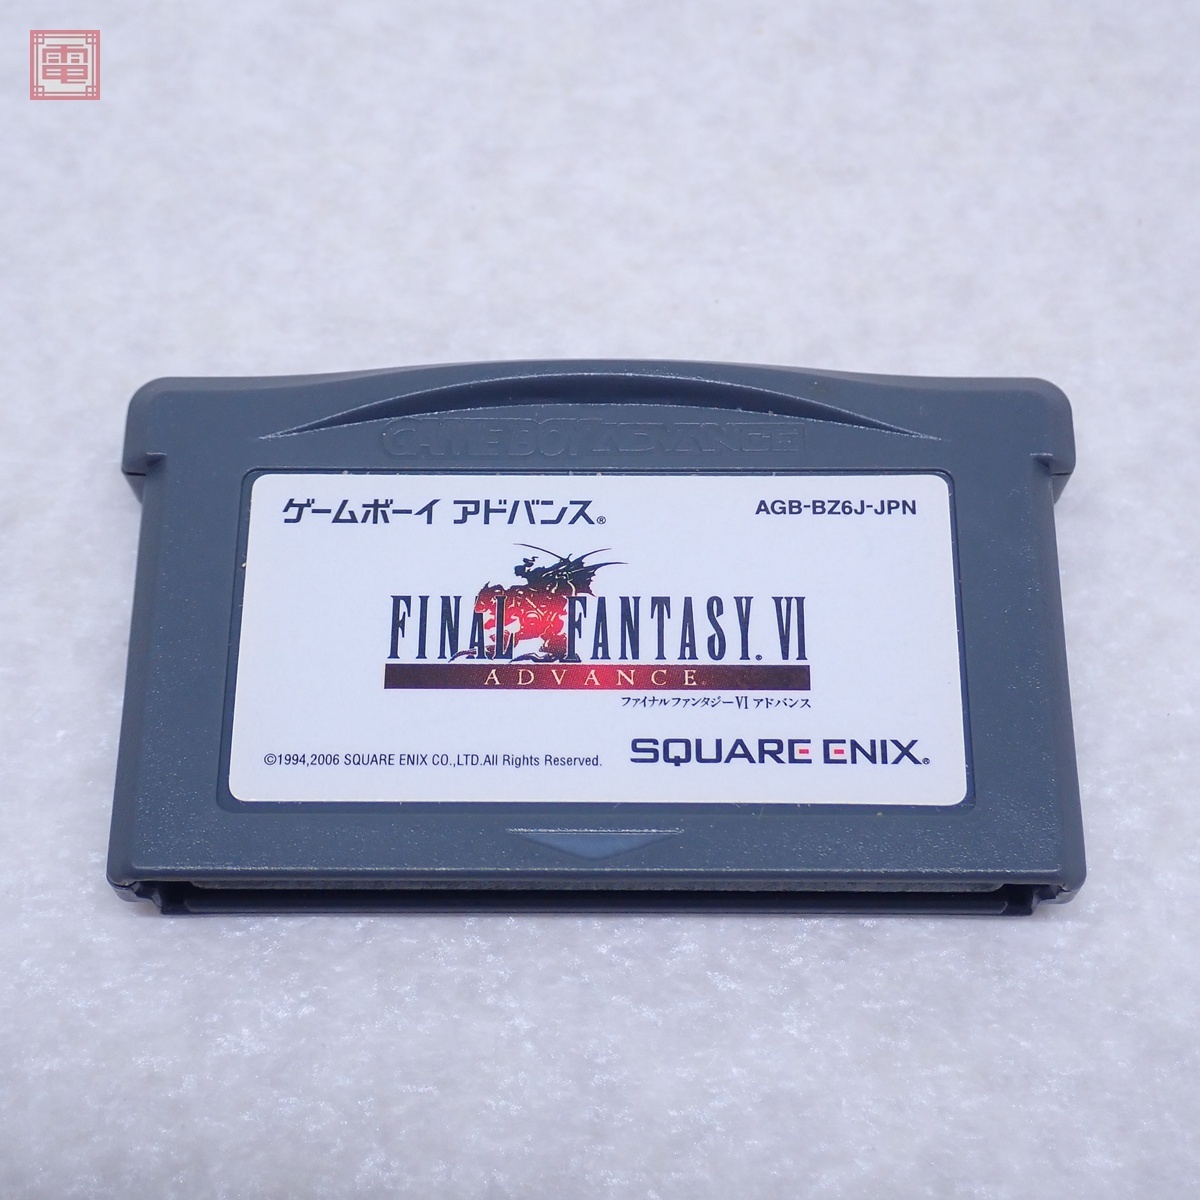 電
GAME BOY ADVANCE
ゲームボーイ アドバンス®
AGB-BZ6J-JPN
FINAL FANTASY® VI
ADVANCE
ファイナルファンタジーVI アドバンス
©1994,2006 SQUARE ENIX CO.,LTD.All Rights Reserved.
SQUARE ENIX®